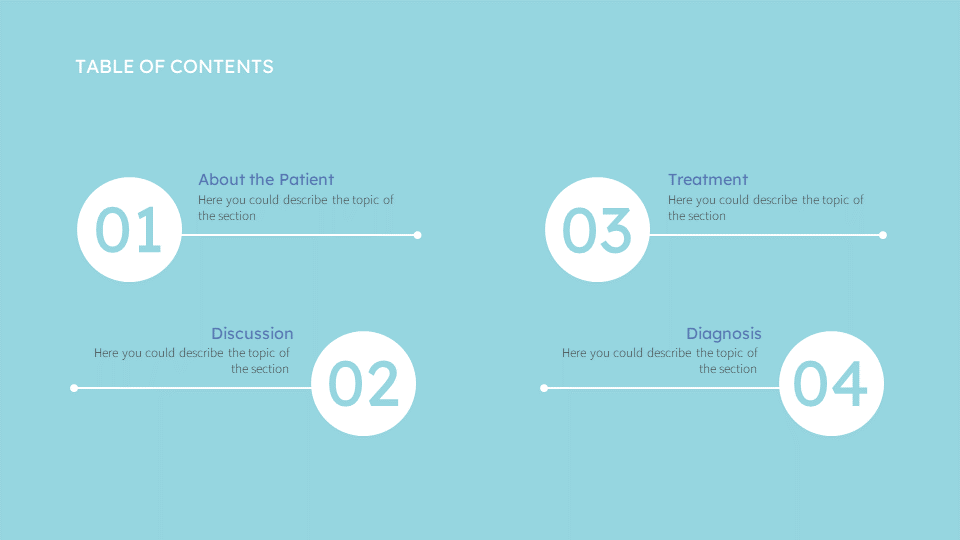 TABLE OF CONTENTS
01
About the Patient
Here you could describe the topic of
the section
Discussion
Here you could describe the topic of
the section
02
03
Treatment
Here you could describe the topic of
the section
Diagnosis
Here you could describe the topic of
the section
04